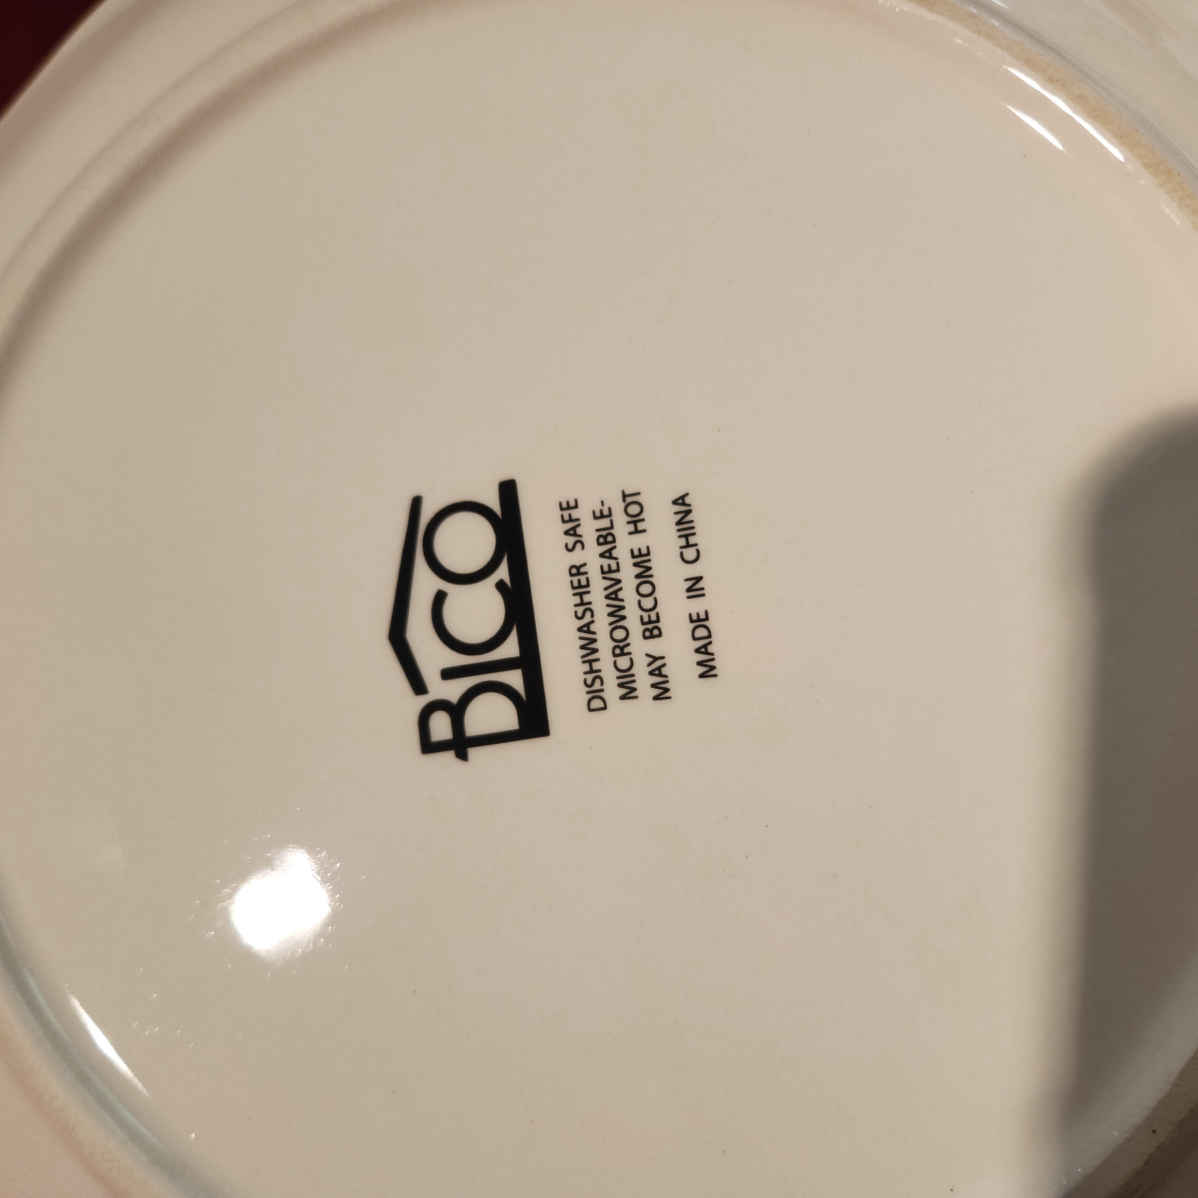 BICO
DISHWASHER SAFE
MICROWAVEABLE-
MAY BECOME HOT
MADE IN CHINA